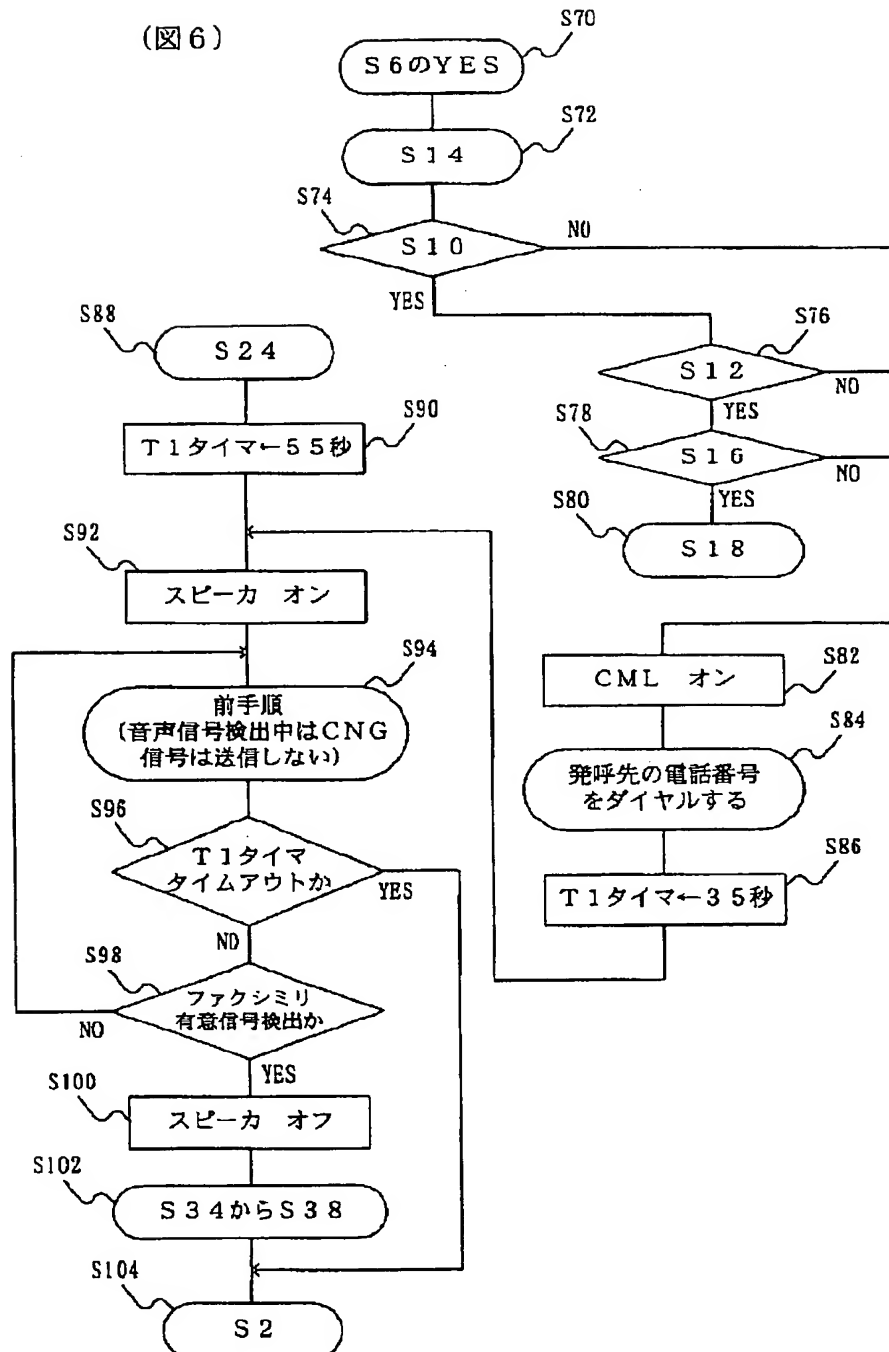 (図6)
S70
S6のYES
S72
S14
S74
S10
NO
YES
S76
S12
NO
YES
S78
S16
NO
YES
S80
S18
S82
CML オン
S84
発呼先の電話番号
をダイヤルする
S86
T1タイマ←35秒
S88
S24
S90
T1タイマ←55秒
S92
スピーカ オン
S94
前手順
(音声信号検出中はCNG
信号は送信しない)
S96
T1タイマ
タイムアウトか
YES
NO
S98
ファクシミリ
有意信号検出か
NO
YES
S100
スピーカ オフ
S102
S34からS38
S104
S2